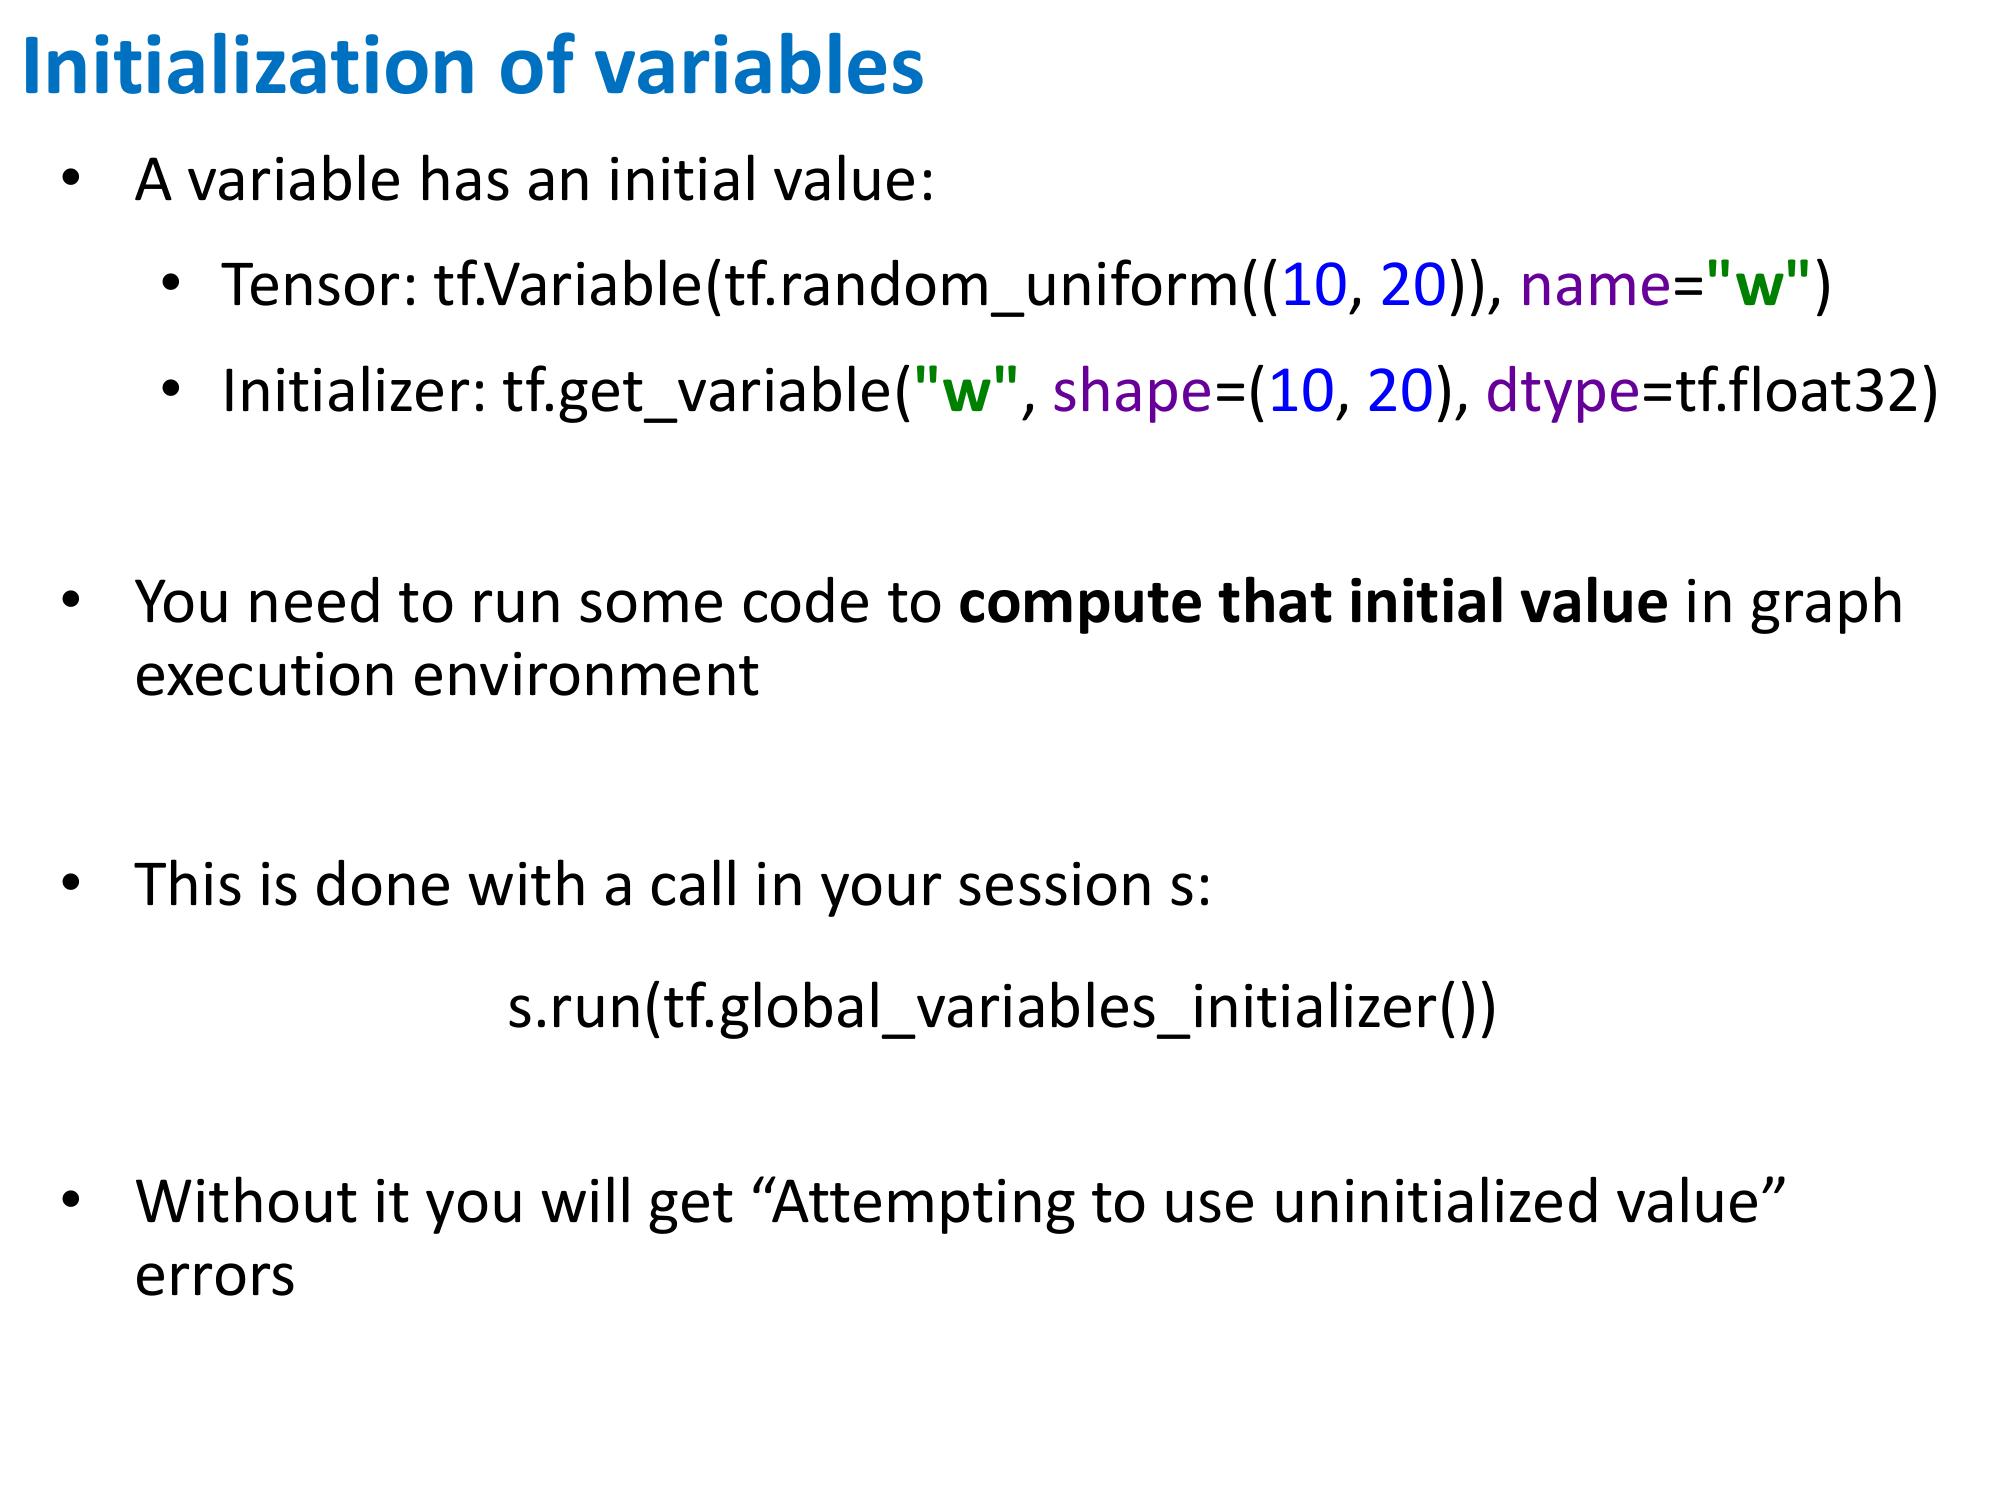 Initialization of variables
• A variable has an initial value:
• Tensor: tf.Variable(tf.random_uniform((10, 20)), name="w")
• Initializer: tf.get_variable("w", shape=(10, 20), dtype=tf.float32)
• You need to run some code to compute that initial value in graph
execution environment
• This is done with a call in your session s:
s.run(tf.global_variables_initializer())
• Without it you will get “Attempting to use uninitialized value”
errors